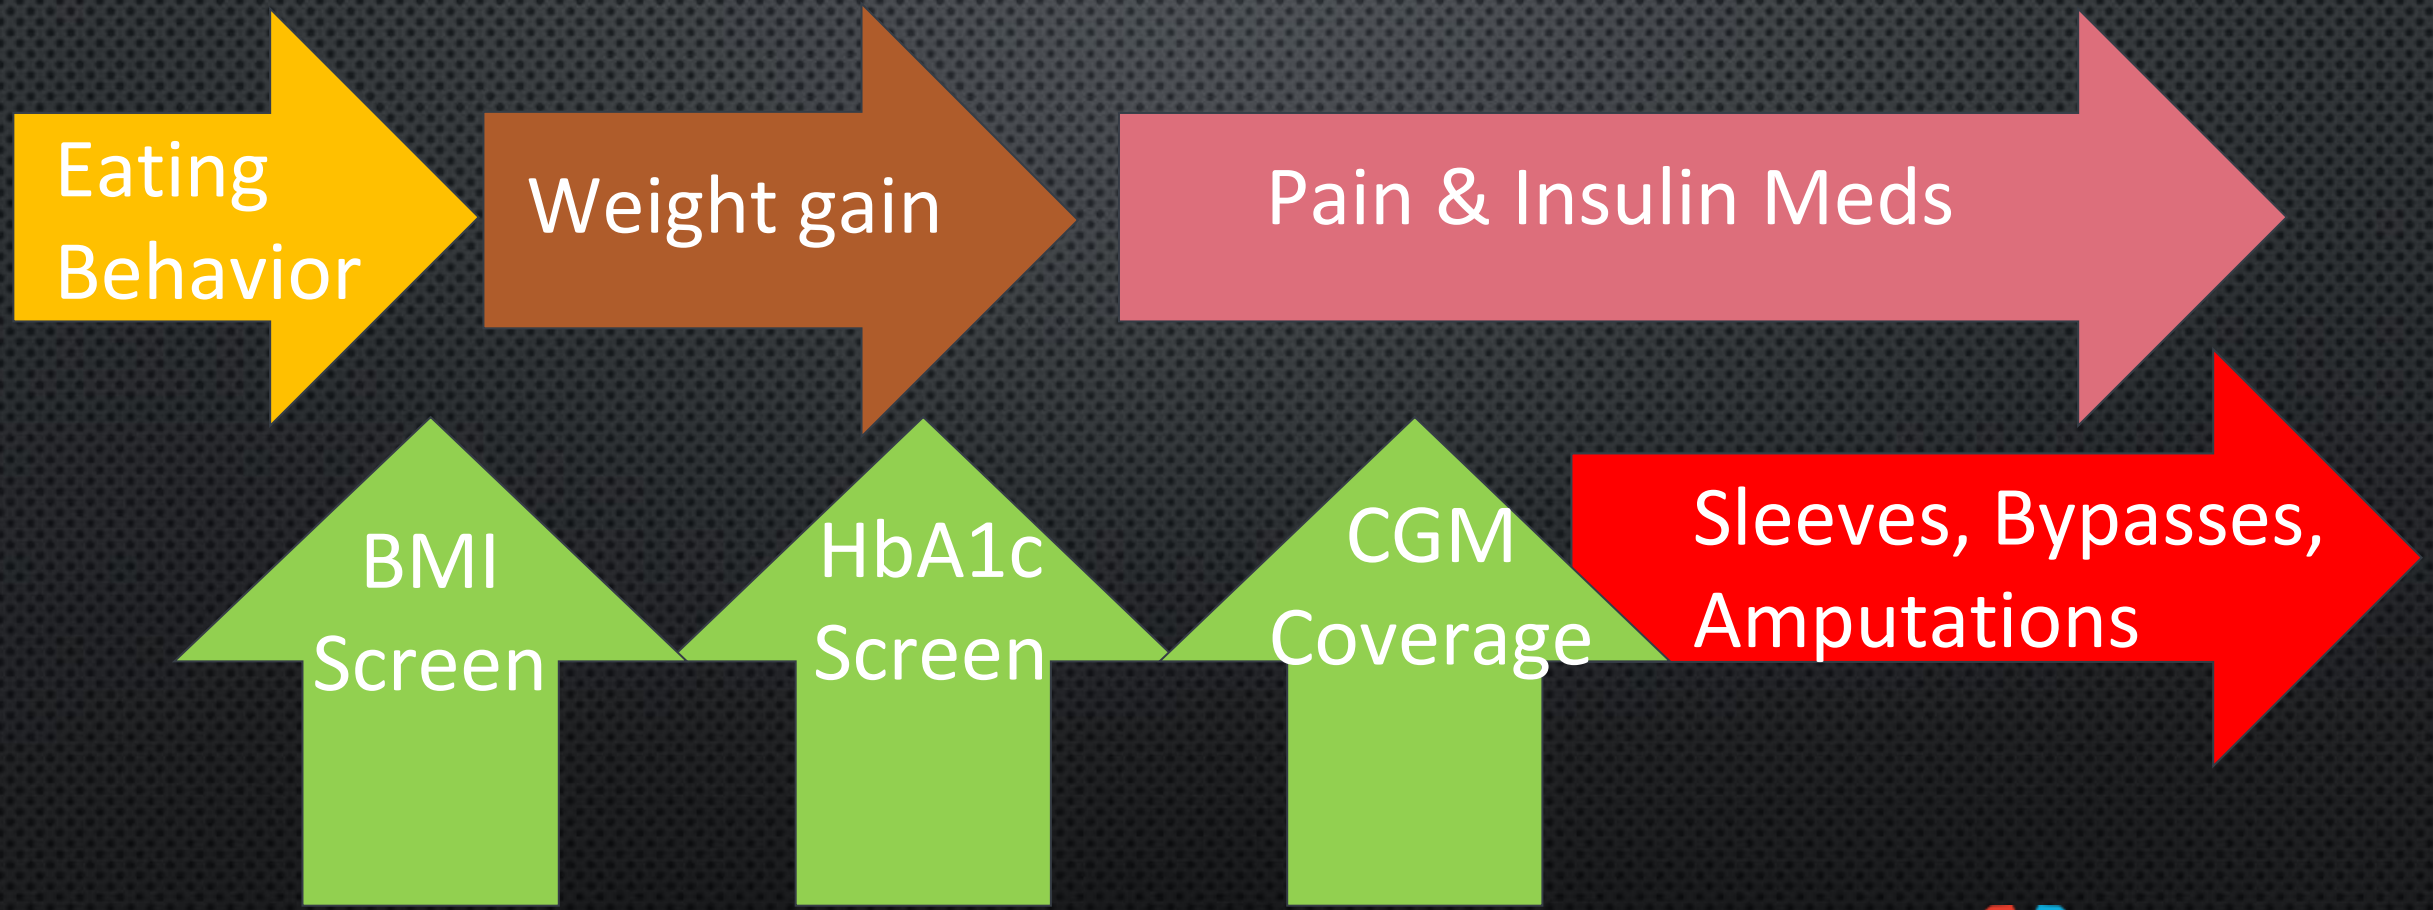 Eating
Behavior
Weight gain
Pain & Insulin Meds
BMI
Screen
HbA1c
Screen
CGM
Coverage
Sleeves, Bypasses,
Amputations